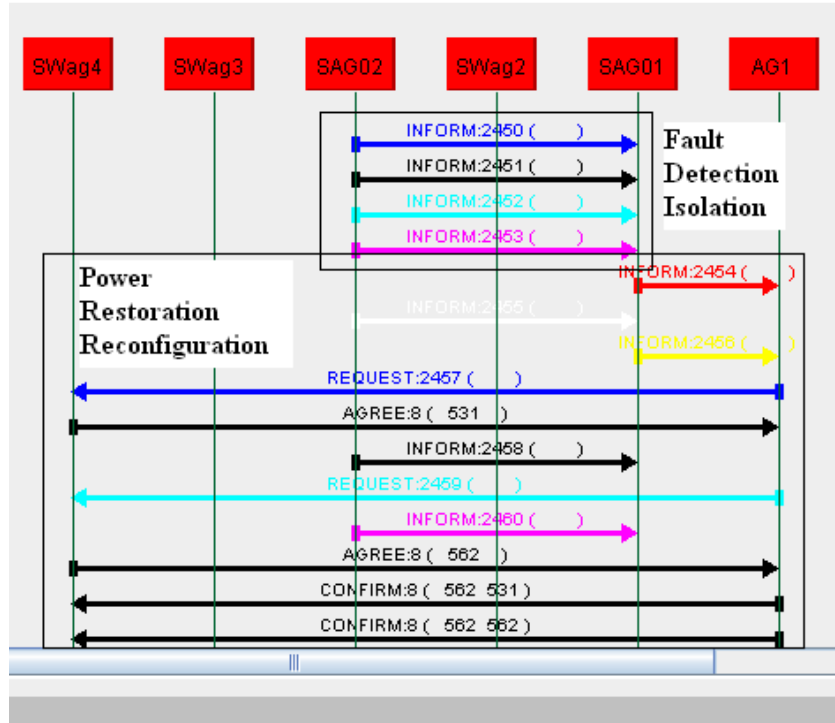 SWag4 SWag3 SAG02 SWag2 SAG01 AG1
INFORM:2450 ( )
INFORM:2451 ( )
INFORM:2452 ( )
INFORM:2453 ( )
Fault
Detection
Isolation
INFORM:2454 ( )
Power
Restoration
Reconfiguration
INFORM:2455 ( )
INFORM:2456 ( )
REQUEST:2457 ( )
AGREE:8 ( 531 )
INFORM:2458 ( )
REQUEST:2459 ( )
INFORM:2460 ( )
AGREE:8 ( 562 )
CONFIRM:8 ( 562 531 )
CONFIRM:8 ( 562 562 )